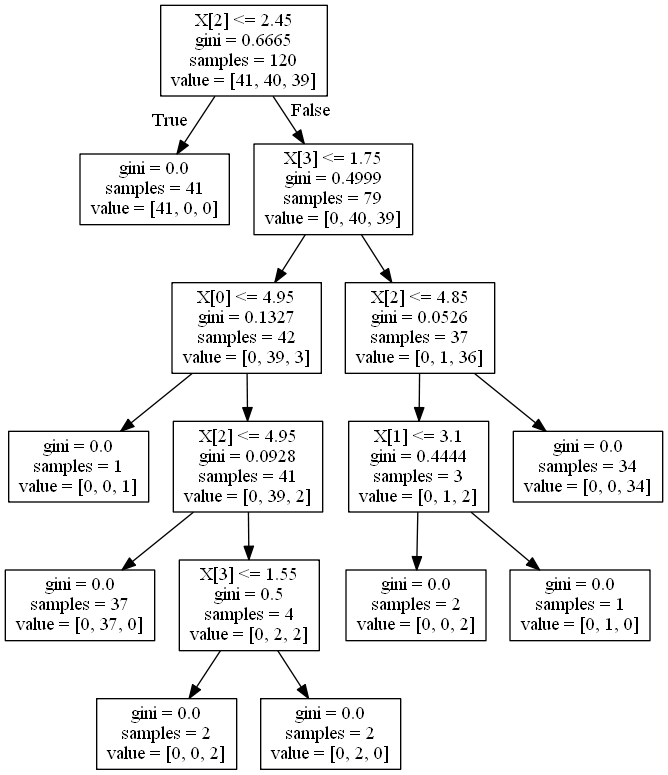 X[2] <= 2.45
gini = 0.6665
samples = 120
value = [41, 40, 39]
True
False
gini = 0.0
samples = 41
value = [41, 0, 0]
X[3] <= 1.75
gini = 0.4999
samples = 79
value = [0, 40, 39]
X[0] <= 4.95
gini = 0.1327
samples = 42
value = [0, 39, 3]
X[2] <= 4.85
gini = 0.0526
samples = 37
value = [0, 1, 36]
gini = 0.0
samples = 1
value = [0, 0, 1]
X[2] <= 4.95
gini = 0.0928
samples = 41
value = [0, 39, 2]
X[1] <= 3.1
gini = 0.4444
samples = 3
value = [0, 1, 2]
gini = 0.0
samples = 34
value = [0, 0, 34]
gini = 0.0
samples = 37
value = [0, 37, 0]
X[3] <= 1.55
gini = 0.5
samples = 4
value = [0, 2, 2]
gini = 0.0
samples = 2
value = [0, 0, 2]
gini = 0.0
samples = 1
value = [0, 1, 0]
gini = 0.0
samples = 2
value = [0, 0, 2]
gini = 0.0
samples = 2
value = [0, 2, 0]